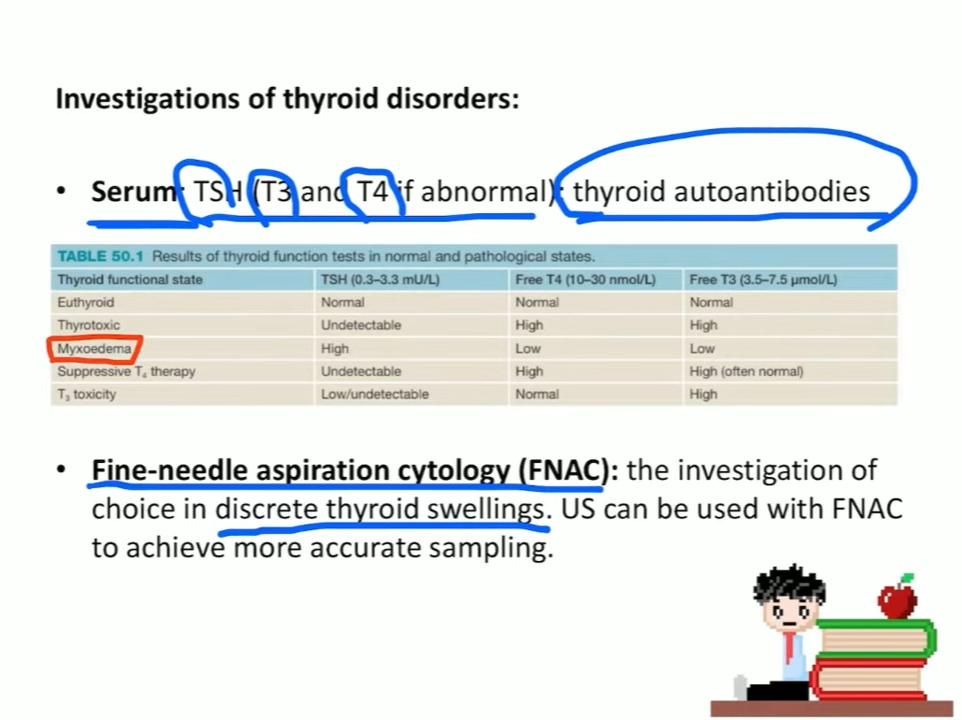 Investigations of thyroid disorders:
• Serum: TSH (T3 and T4 if abnormal): thyroid autoantibodies
TABLE 50.1 Results of thyroid function tests in normal and pathological states.
Thyroid functional state TSH (0.3–3.3 mU/L) Free T4 (10–30 nmol/L) Free T3 (3.5–7.5 µmol/L)
Euthyroid Normal Normal Normal
Thyrotoxic Undetectable High High
Myxoedema High Low Low
Suppressive T4 therapy Undetectable High High (often normal)
T3 toxicity Low/undetectable Normal High
• Fine-needle aspiration cytology (FNAC): the investigation of
choice in discrete thyroid swellings. US can be used with FNAC
to achieve more accurate sampling.